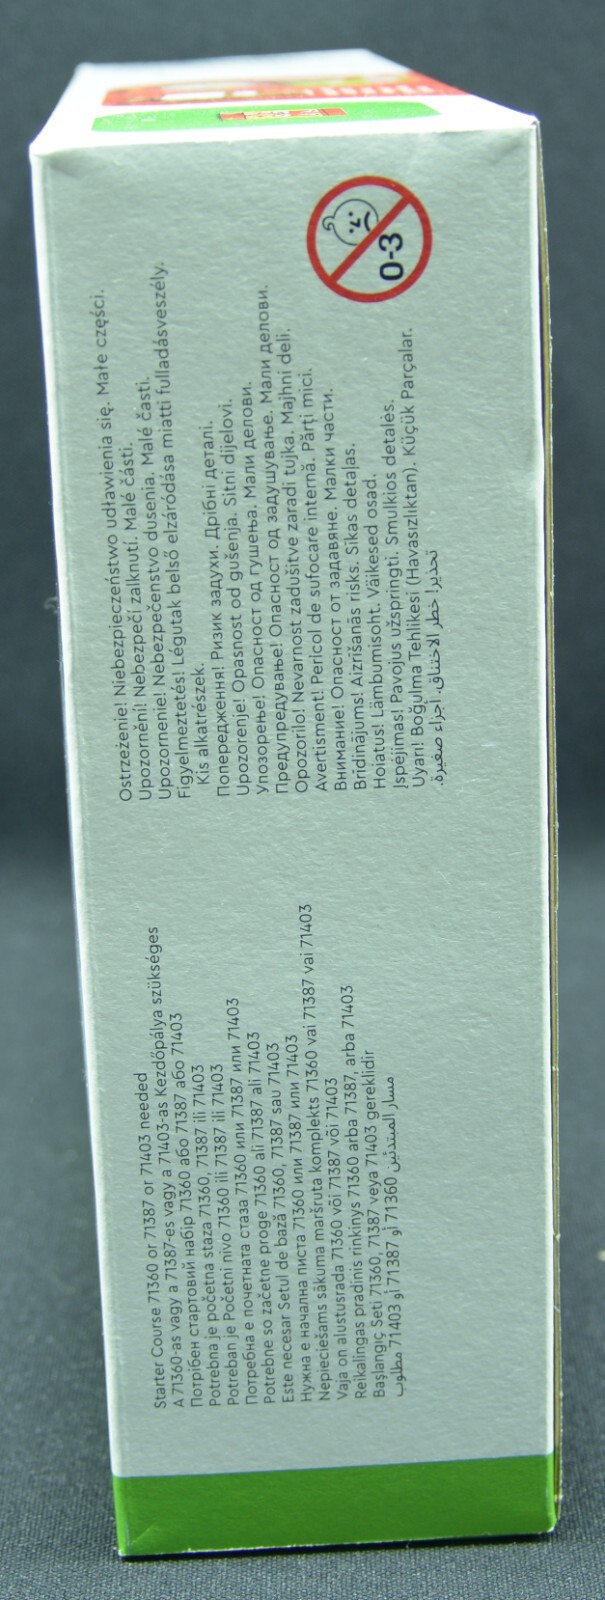 Starter Course 71360 or 71387 or 71403 needed
A 71360-as vagy a 71387-es vagy a 71403-as Kezdőpálya szükséges
Потрібен стартовий набір 71360 або 71387 або 71403
Potrebna je početna staza 71360, 71387 ili 71403
Potreban je Početni nivo 71360 ili 71387 ili 71403
Потребна е почетната стаза 71360 или 71387 или 71403
Potrebne so začetne proge 71360 ali 71387 ali 71403
Este necesar Setul de bază 71360, 71387 sau 71403
Нужна е начална писта 71360 или 71387 или 71403
Nepieciešams sākuma maršruta komplekts 71360 vai 71387 vai 71403
Vaja on alustusrada 71360 või 71387 või 71403
Reikalingas pradinis rinkinys 71360 arba 71387, arba 71403
Başlangıç Seti 71360, 71387 veya 71403 gereklidir
مسار المبتدئين 71360 أو 71387 أو 71403 مطلوب
Ostrzeżenie! Niebezpieczeństwo udławienia się. Małe części.
Upozornění! Nebezpečí zalknutí. Malé části.
Upozornenie! Nebezpečenstvo dusenia. Malé časti.
Figyelmeztetés! Légutak belső elzáródása miatti fulladásveszély.
Kis alkatrészek.
Попередження! Ризик задухи. Дрібні деталі.
Upozorenje! Opasnost od gušenja. Sitni dijelovi.
Упозорење! Опасност од гушења. Мали делови.
Предупредување! Опасност од задушување. Мали делови.
Opozorilo! Nevarnost zadušitve zaradi tujka. Majhni deli.
Avertisment! Pericol de sufocare internă. Părți mici.
Внимание! Опасност от задавяне. Малки части.
Brīdinājums! Aizrīšanās risks. Sīkas detaļas.
Hoiatus! Lämbumisoht. Väikesed osad.
Įspėjimas! Pavojus užspringti. Smulkios detalės.
Uyarı! Boğulma Tehlikesi (Havasızlıktan). Küçük Parçalar.
تحذير! خطر الاختناق. أجزاء صغيرة.
0-3